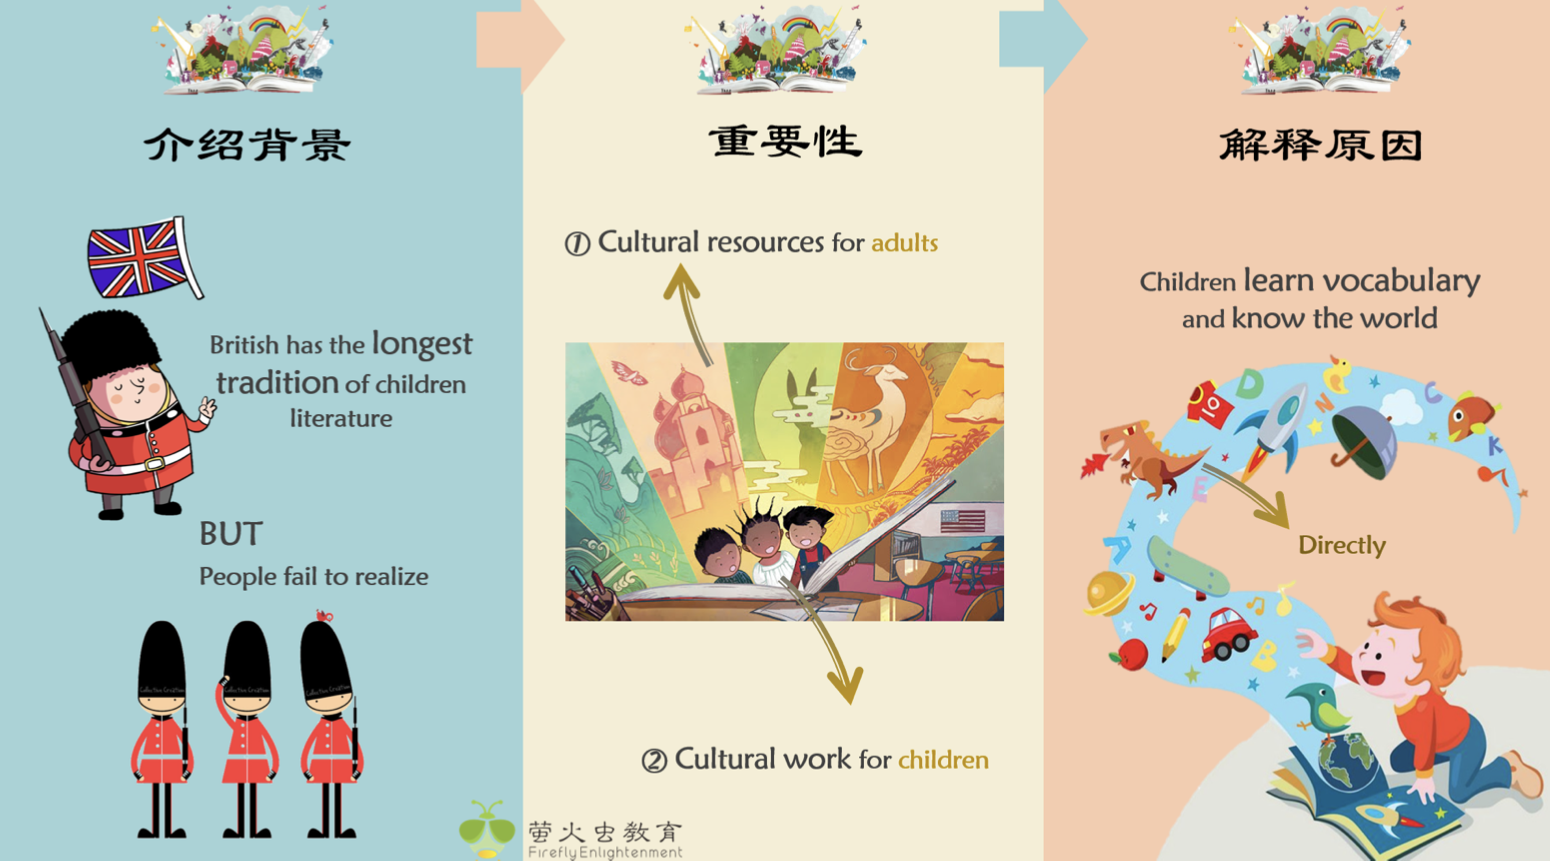 介绍背景
British has the longest
tradition of children
literature
BUT
People fail to realize
重要性
① Cultural resources for adults
② Cultural work for children
解释原因
Children learn vocabulary
and know the world
Directly
D
N
C
K
E
B
萤火虫教育
FireflyEnlightenment